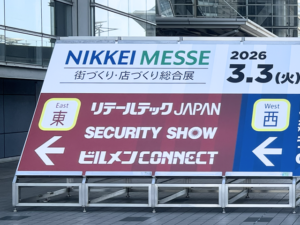 NIKKEI MESSE
街づくり・店づくり総合展
2026
3.3(火)
East
東
リテールテックJAPAN
SECURITY SHOW
ビルメンCONNECT
West
西